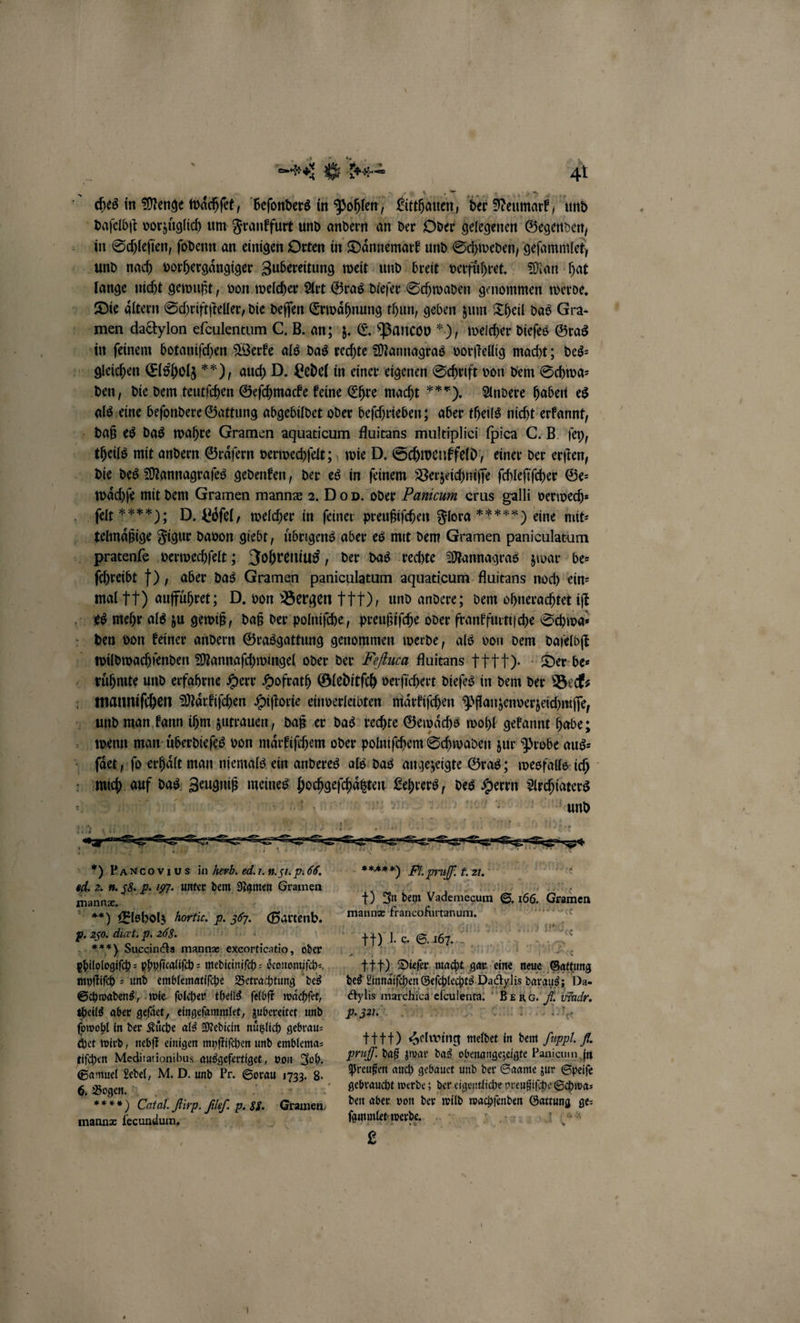 41
ches in Menge wächset, besonders in Pohlen, Litthauen, der Neumark, und
daselbst vorzüglich um Frankfurt und andern an der Oder gelegenen Gegenden,
in Schlesien, sodenn an einigen Orten in Dännemark und Schweden, gesammlet,
und nach vorhergängiger Zubereitung weit und breit verführet. Man hat
lange nicht gewußt, von welcher Art Gras dieser Schwaden genommen werde.
Die ältern Schriftsteller, die dessen Erwähnung thun, geben zum Theil das Gra-
men dactylon esculentum C. B. an; z. E. Pancov *), welcher dieses Gras
in seinem botanischen Werke als das rechte Mannagras vorstellig macht; des-
gleichen Elsholz **), auch D. Lebel in einer eigenen Schrift von dem Schwa-
den, die dem teutschen Geschmacke keine Ehre macht ***). Andere haben es
als eine besondere Gattung abgebildet oder beschrieben; aber theils nicht erkannt,
daß es das wahre Gramen aquaticum fluitans multiplici spica C. B. sey,
theils mit andern Gräsern verwechselt; wie D. Schwenkfeld, einer der ersten,
die des Mannagrases gedenken, der es in seinem Verzeichnisse schlesischer Ge-
wächse mit dem Gramen mannæ 2. Dod. oder Panicum crus galli verwech-
selt ****); D. Lösel, welcher in seiner preußischen Flora *****) eine mit-
telmäßige Figur davon giebt, übrigens aber es mit dem Gramen paniculatum
pratense verwechselt; Johrenius, der das rechte Mannagras zwar be-
schreibt †), aber das Gramen paniculatum aquaticum fluitans noch ein-
mal ††) aufführet; D. von Bergen †††), und andere; dem ohnerachtet ist
es mehr als zu gewiß, daß der polnische, preußische oder frankfurtische Schwa-
den von keiner andern Grasgattung genommen werde, als von dem daselbst
wildwachsenden Mannaschwingel oder der Festuca fluitans ††††). Der be-
rühmte und erfahrne Herr Hofrath Gleditsch versichert dieses in dem der Beck-
mannischen Märkischen Historie einverleibten märkischen Pflanzenverzeichnisse,
und man kann ihm zutrauen, daß er das rechte Gewächs wohl gekannt habe;
wenn man überdieses von märkischem oder polnischem Schwaden zur Probe aus-
säet, so erhält man niemals ein anderes als das angezeigte Gras; wesfalls ich
mich auf das Zeugniß meines hochgeschäzten Lehrers, des Herrn Archiaters
und
*) Pancovius in herb. ed. 1. n. 51. p. 66.
ed. 2. n. 58. p. 197. unter dem Namen Gramen
mannæ.
**) Elsholz hortic. p. 367. Gartenb.
p. 250. diæt. p. 268.
***) Succincta mannæ excorticatio, oder
philologisch- physicalisch- medicinisch- öconomisch-
mystisch- und emblematische Betrachtung des
Schwadens, wie solcher theils selbst wächset,
theils aber gesäet, eingesammlet, zubereitet und
sowohl in der Küche als Medicin nüzlich gebrau-
chet wird, nebst einigen mystischen und emblema-
tischen Meditationibus ausgefertiget, von Joh.
Samuel Lebel, M. D. und Pr. Sorau 1733. 8.
6. Bogen.
****) Catal. stirp. siles. p. 88. Gramen
mannæ secundum.
*****) Fl. pruss. t. 21.
†) In dem Vademecum S. 166. Gramen
mannæ francofurtanum.
††) l. c. S. 167.
†††) Dieser macht gar eine neue Gattung
des Linnäischen Geschlechts Dactylis daraus; Da-
ctylis marchica esculenta. Berg. fl. viadr.
p. 321.
††††) Helwing meldet in dem suppl. fl.
pruss. daß zwar das obenangezeigte Panicum in
Preußen auch gebauet und der Saame zur Speise
gebraucht werde; der eigentliche preußische Schwa-
den aber von der wild wachsenden Gattung ge-
sammlet werde.
L